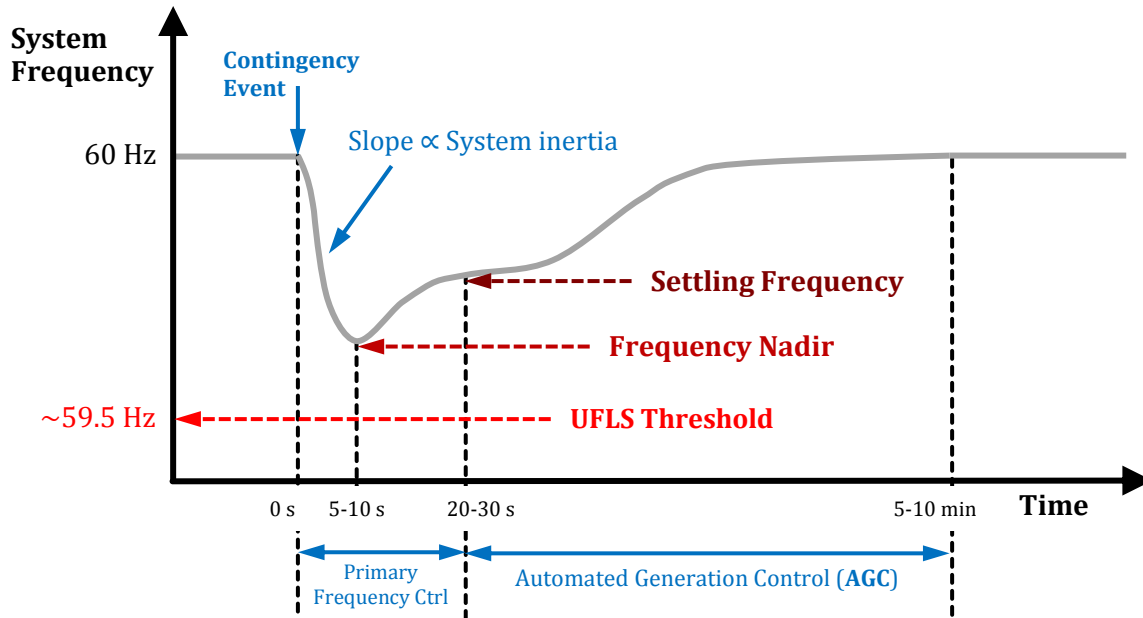 System
Frequency
Contingency
Event
Slope ∝ System inertia
60 Hz
Settling Frequency
Frequency Nadir
~59.5 Hz
UFLS Threshold
0 s
5-10 s
20-30 s
5-10 min
Time
Primary
Frequency Ctrl
Automated Generation Control (AGC)